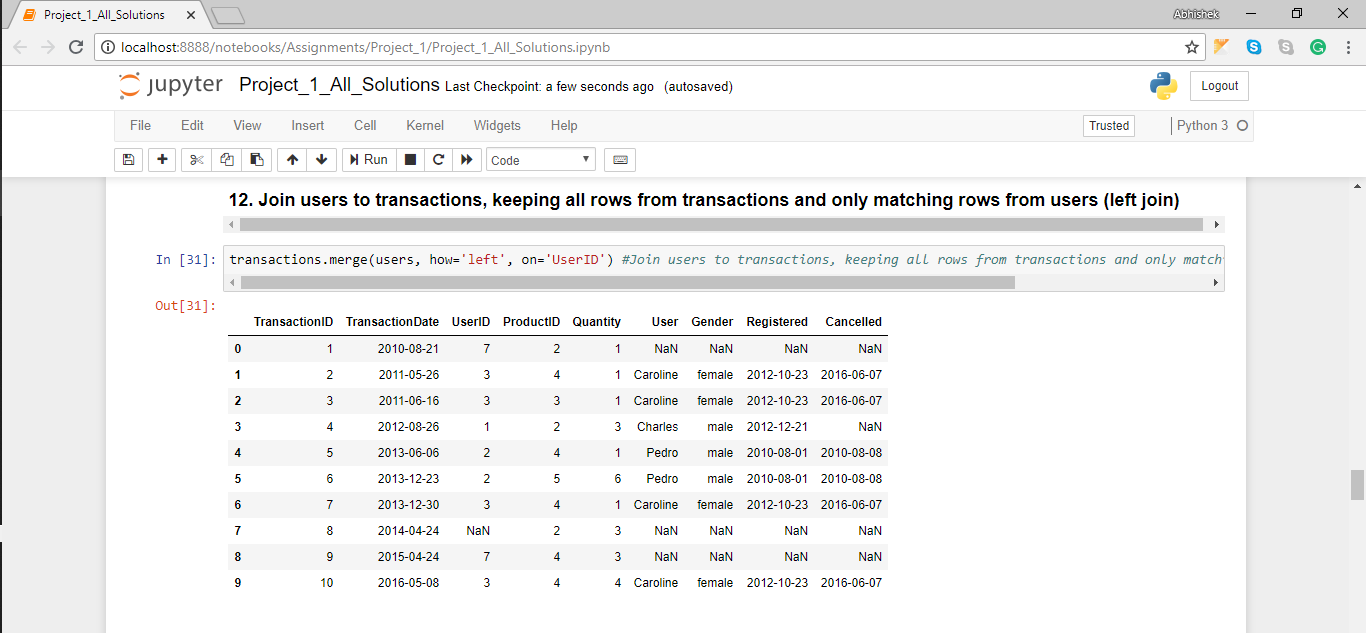 Project_1_All_Solutions
Abhishek
localhost:8888/notebooks/Assignments/Project_1/Project_1_All_Solutions.ipynb
jupyter Project_1_All_Solutions Last Checkpoint: a few seconds ago (autosaved)
Logout
File Edit View Insert Cell Kernel Widgets Help
Trusted Python 3
Run Code
12. Join users to transactions, keeping all rows from transactions and only matching rows from users (left join)
In [31]: transactions.merge(users, how='left', on='UserID') #Join users to transactions, keeping all rows from transactions and only match
Out[31]:
TransactionID TransactionDate UserID ProductID Quantity User Gender Registered Cancelled
0 1 2010-08-21 7 2 1 NaN NaN NaN NaN
1 2 2011-05-26 3 4 1 Caroline female 2012-10-23 2016-06-07
2 3 2011-06-16 3 3 1 Caroline female 2012-10-23 2016-06-07
3 4 2012-08-26 1 2 3 Charles male 2012-12-21 NaN
4 5 2013-06-06 2 4 1 Pedro male 2010-08-01 2010-08-08
5 6 2013-12-23 2 5 6 Pedro male 2010-08-01 2010-08-08
6 7 2013-12-30 3 4 1 Caroline female 2012-10-23 2016-06-07
7 8 2014-04-24 NaN 2 3 NaN NaN NaN NaN
8 9 2015-04-24 7 4 3 NaN NaN NaN NaN
9 10 2016-05-08 3 4 4 Caroline female 2012-10-23 2016-06-07